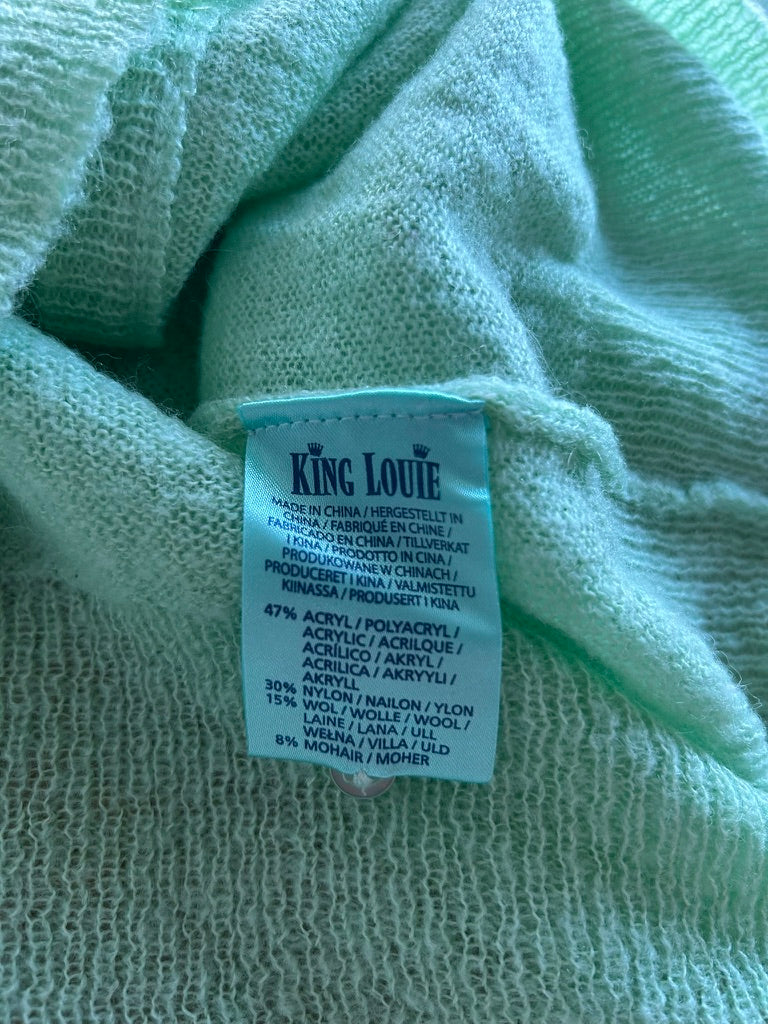 KING LOUIE
MADE IN CHINA / HERGESTELLT IN
CHINA / FABRIQUÉ EN CHINE /
FABRICADO EN CHINA / TILLVERKAT
I KINA / PRODOTTO IN CINA /
PRODUKOWANE W CHINACH /
PRODUCERET I KINA / VALMISTETTU
KIINASSA / PRODUSERT I KINA
47% ACRYL / POLYACRYL /
ACRYLIC / ACRILQUE /
ACRÍLICO / AKRYL /
ACRILICA / AKRYYLI /
AKRYLL
30% NYLON / NAILON / YLON
15% WOL / WOLLE / WOOL /
LAINE / LANA / ULL
WEŁNA / VILLA / ULD
8% MOHAIR / MOHER